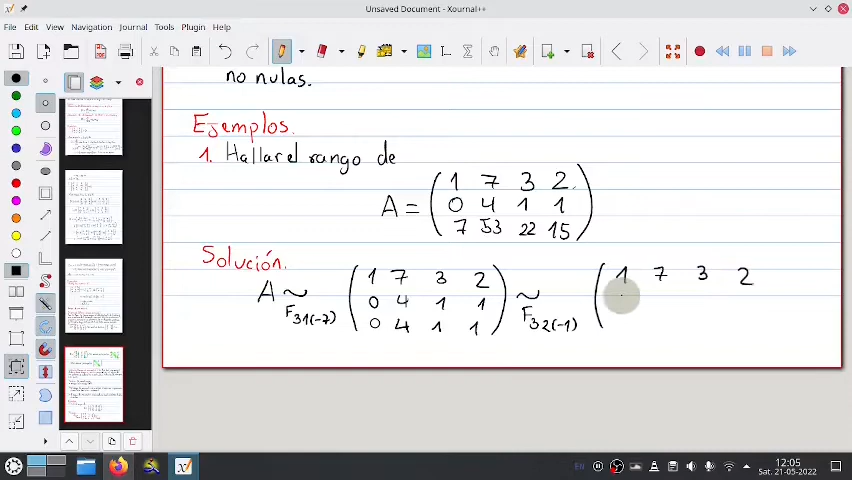 Unsaved Document - Xournal++
File Edit View Navigation Journal Tools Plugin Help
no nulas.
Ejemplos.
1. Hallar el rango de
A = ( 1 7 3 2
0 4 1 1
7 53 22 15 )
Solución.
A ~ F31(-7) ( 1 7 3 2
0 4 1 1
0 4 1 1 ) ~ F32(-1) ( 1 7 3 2
EN
12:05
Sat. 21-05-2022